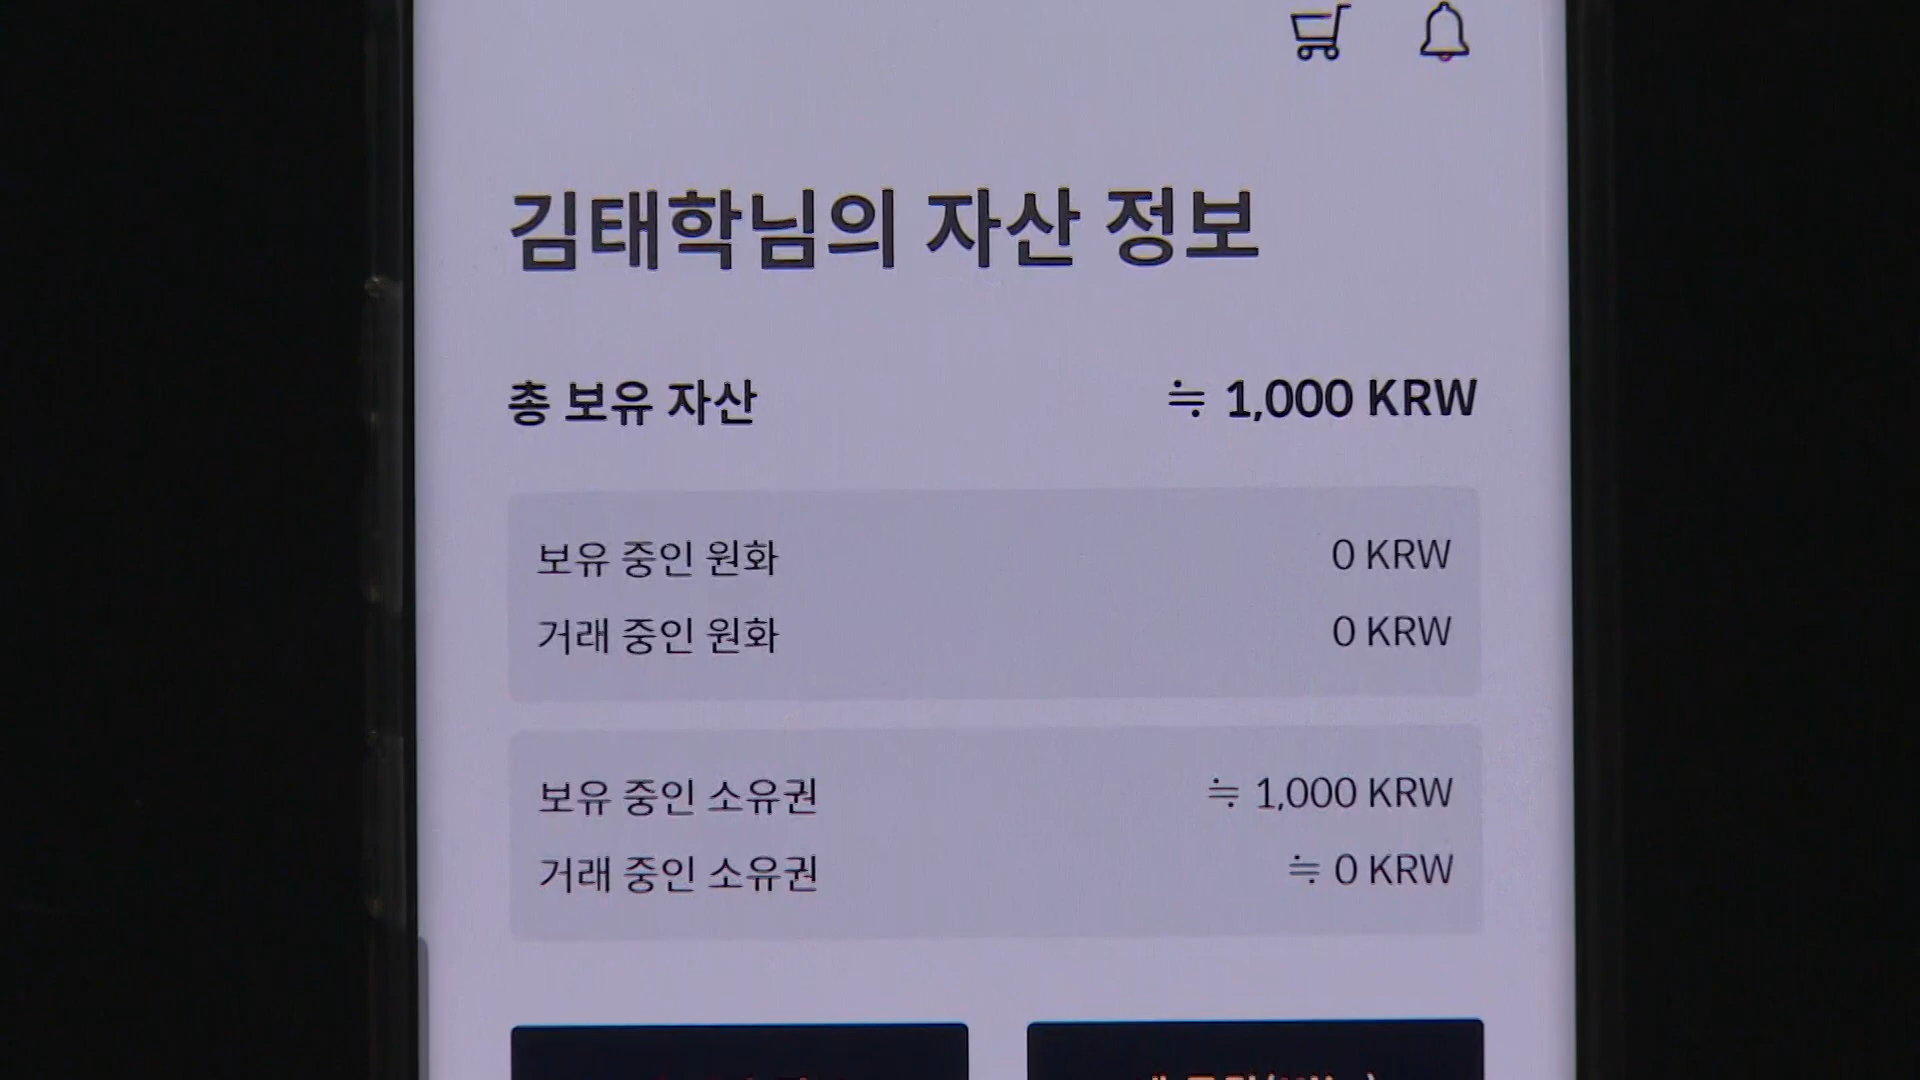 김태학님의 자산 정보
총 보유 자산 ≒ 1,000 KRW
보유 중인 원화 0 KRW
거래 중인 원화 0 KRW
보유 중인 소유권 ≒ 1,000 KRW
거래 중인 소유권 ≒ 0 KRW